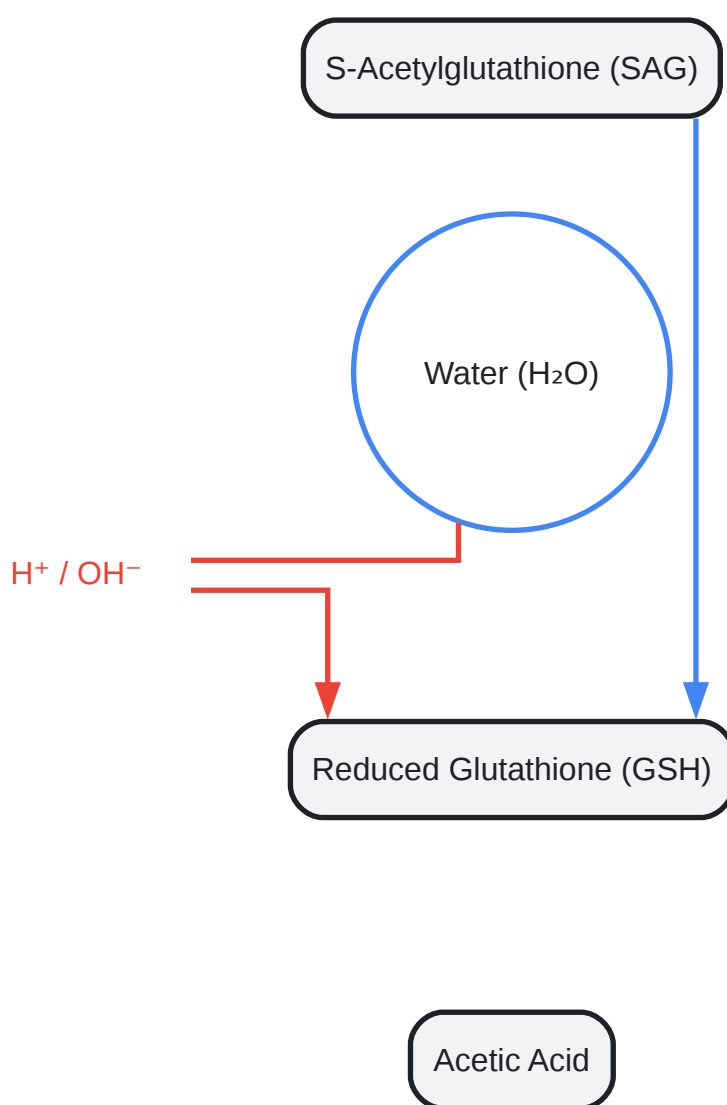 S-Acetylglutathione (SAG)
Water (H₂O)
H⁺ / OH⁻
Reduced Glutathione (GSH)
Acetic Acid